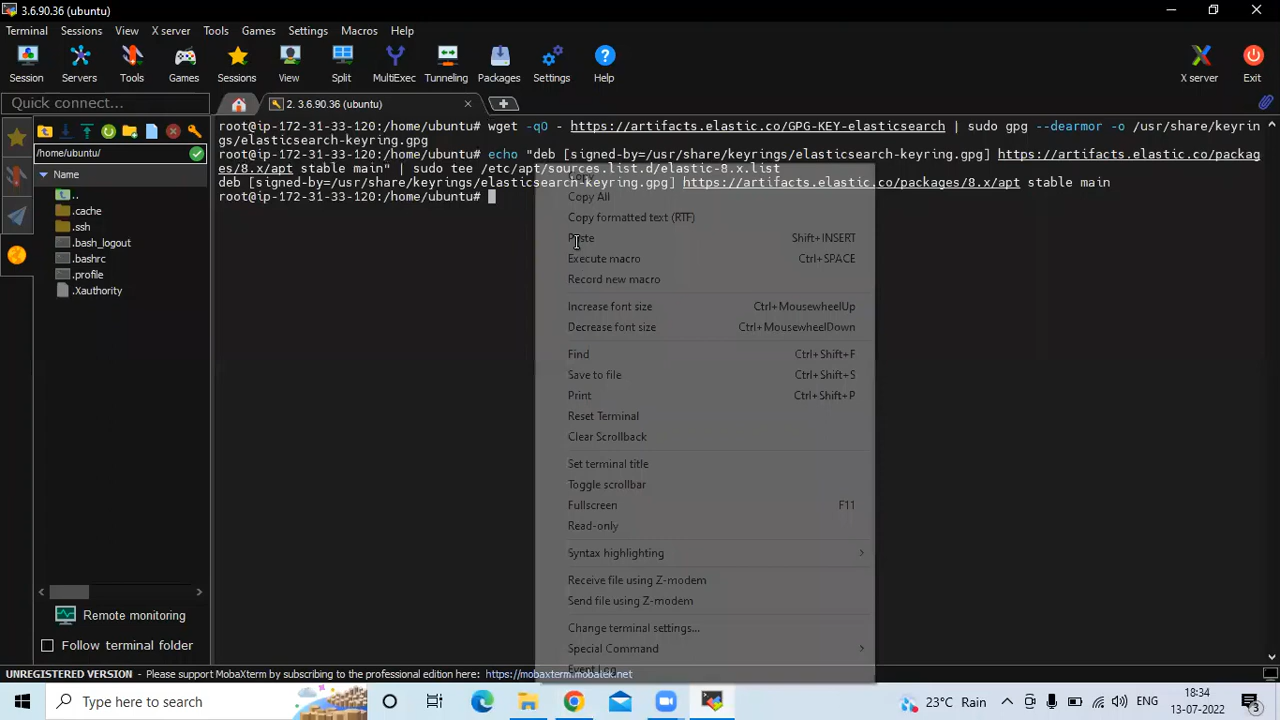 3.6.90.36 (ubuntu)
Terminal Sessions View X server Tools Games Settings Macros Help
Session Servers Tools Games Sessions View Split MultiExec Tunneling Packages Settings Help X server Exit
Quick connect...
2. 3.6.90.36 (ubuntu)
/home/ubuntu/
Name
..
.cache
.ssh
.bash_logout
.bashrc
.profile
.Xauthority
Remote monitoring
Follow terminal folder
root@ip-172-31-33-120:/home/ubuntu# wget -qO - https://artifacts.elastic.co/GPG-KEY-elasticsearch | sudo gpg --dearmor -o /usr/share/keyrin
gs/elasticsearch-keyring.gpg
root@ip-172-31-33-120:/home/ubuntu# echo "deb [signed-by=/usr/share/keyrings/elasticsearch-keyring.gpg] https://artifacts.elastic.co/packag
es/8.x/apt stable main" | sudo tee /etc/apt/sources.list.d/elastic-8.x.list
deb [signed-by=/usr/share/keyrings/elasticsearch-keyring.gpg] https://artifacts.elastic.co/packages/8.x/apt stable main
root@ip-172-31-33-120:/home/ubuntu#
Copy
Copy All
Copy formatted text (RTF)
Paste Shift+INSERT
Execute macro Ctrl+SPACE
Record new macro
Increase font size Ctrl+MousewheelUp
Decrease font size Ctrl+MousewheelDown
Find Ctrl+Shift+F
Save to file Ctrl+Shift+S
Print Ctrl+Shift+P
Reset Terminal
Clear Scrollback
Set terminal title
Toggle scrollbar
Fullscreen F11
Read-only
Syntax highlighting
Receive file using Z-modem
Send file using Z-modem
Change terminal settings...
Special Command
Event Log
UNREGISTERED VERSION - Please support MobaXterm by subscribing to the professional edition here: https://mobaxterm.mobatek.net
Type here to search
23°C Rain
ENG
18:34
13-07-2022
3